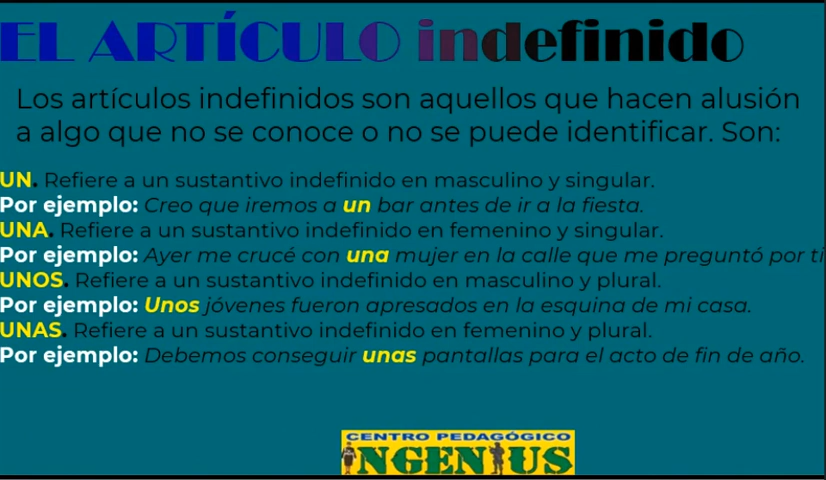 EL ARTÍCULO indefinido
Los artículos indefinidos son aquellos que hacen alusión
a algo que no se conoce o no se puede identificar. Son:
UN. Refiere a un sustantivo indefinido en masculino y singular.
Por ejemplo: Creo que iremos a un bar antes de ir a la fiesta.
UNA. Refiere a un sustantivo indefinido en femenino y singular.
Por ejemplo: Ayer me crucé con una mujer en la calle que me preguntó por ti
UNOS. Refiere a un sustantivo indefinido en masculino y plural.
Por ejemplo: Unos jóvenes fueron apresados en la esquina de mi casa.
UNAS. Refiere a un sustantivo indefinido en femenino y plural.
Por ejemplo: Debemos conseguir unas pantallas para el acto de fin de año.
CENTRO PEDAGÓGICO
INGENIUS